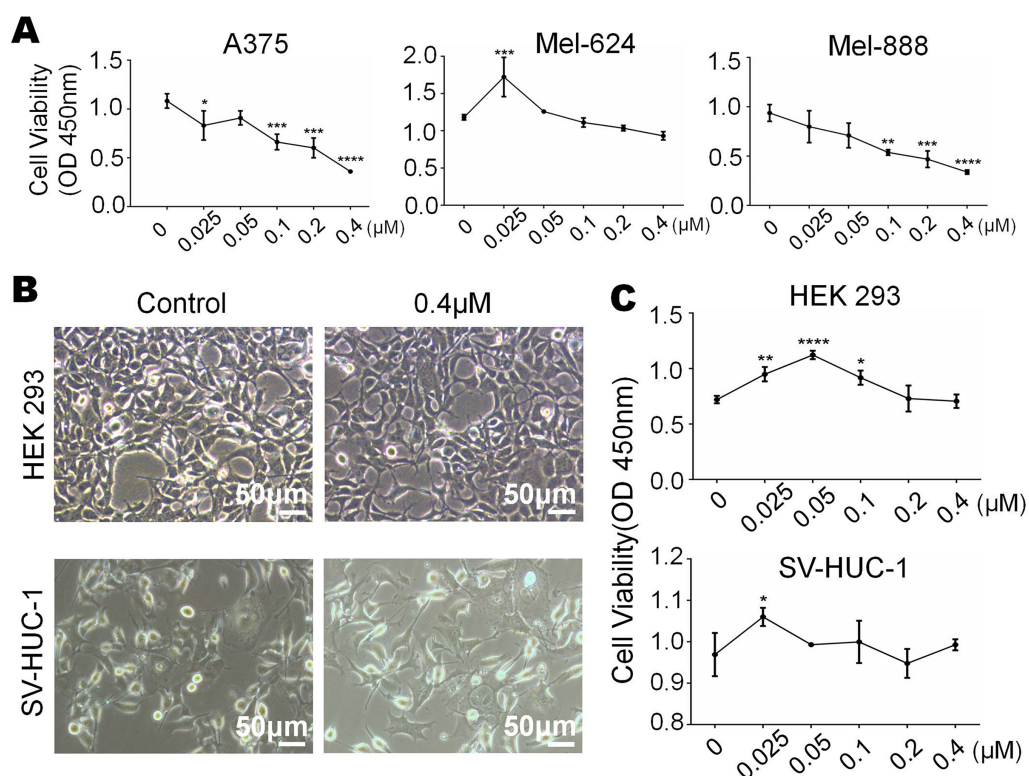 A
A375
Mel-624
Mel-888
Cell Viability
(OD 450nm)
1.5
1.0
0.5
0.0
*
***
***
****
0
0.025
0.05
0.1
0.2
0.4
(μM)
2.0
1.5
1.0
0.5
0.0
***
0
0.025
0.05
0.1
0.2
0.4
(μM)
1.5
1.0
0.5
0.0
**
***
****
0
0.025
0.05
0.1
0.2
0.4
(μM)
B
Control
0.4μM
HEK 293
50μm
50μm
SV-HUC-1
50μm
50μm
C
HEK 293
Cell Viability(OD 450nm)
1.5
1.0
0.5
0.0
**
****
*
0
0.025
0.05
0.1
0.2
0.4
(μM)
SV-HUC-1
1.2
1.1
1.0
0.9
0.8
*
0
0.025
0.05
0.1
0.2
0.4
(μM)